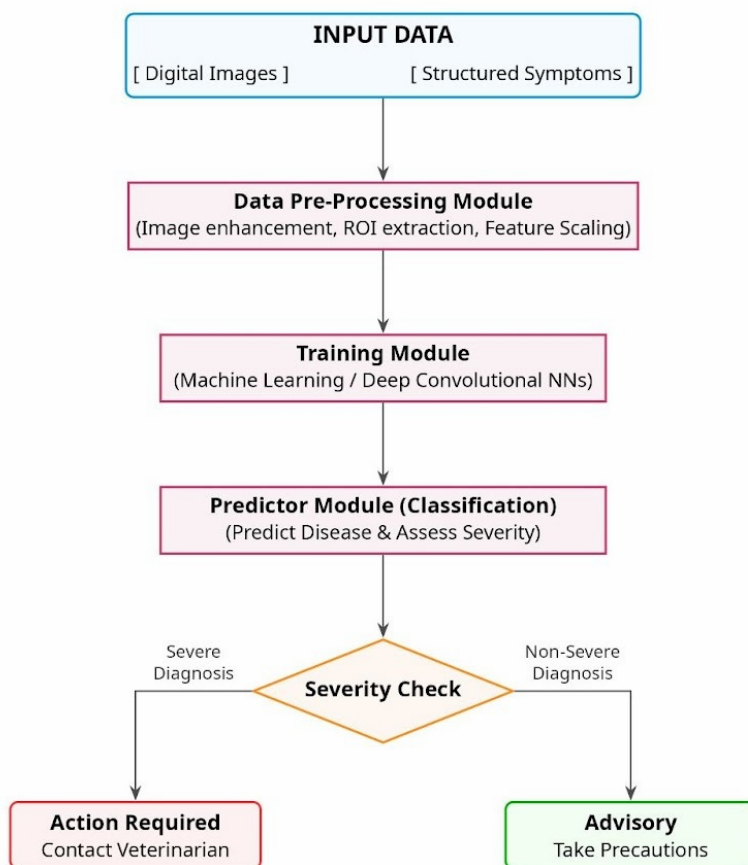 INPUT DATA
[ Digital Images ] [ Structured Symptoms ]
Data Pre-Processing Module
(Image enhancement, ROI extraction, Feature Scaling)
Training Module
(Machine Learning / Deep Convolutional NNs)
Predictor Module (Classification)
(Predict Disease & Assess Severity)
Severe
Diagnosis
Severity Check
Non-Severe
Diagnosis
Action Required
Contact Veterinarian
Advisory
Take Precautions